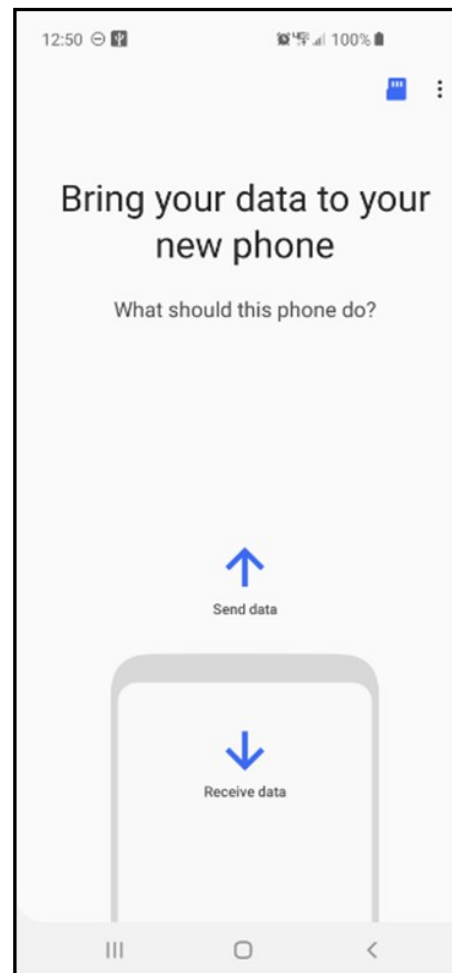 12:50 100%
Bring your data to your
new phone
What should this phone do?
Send data
Receive data